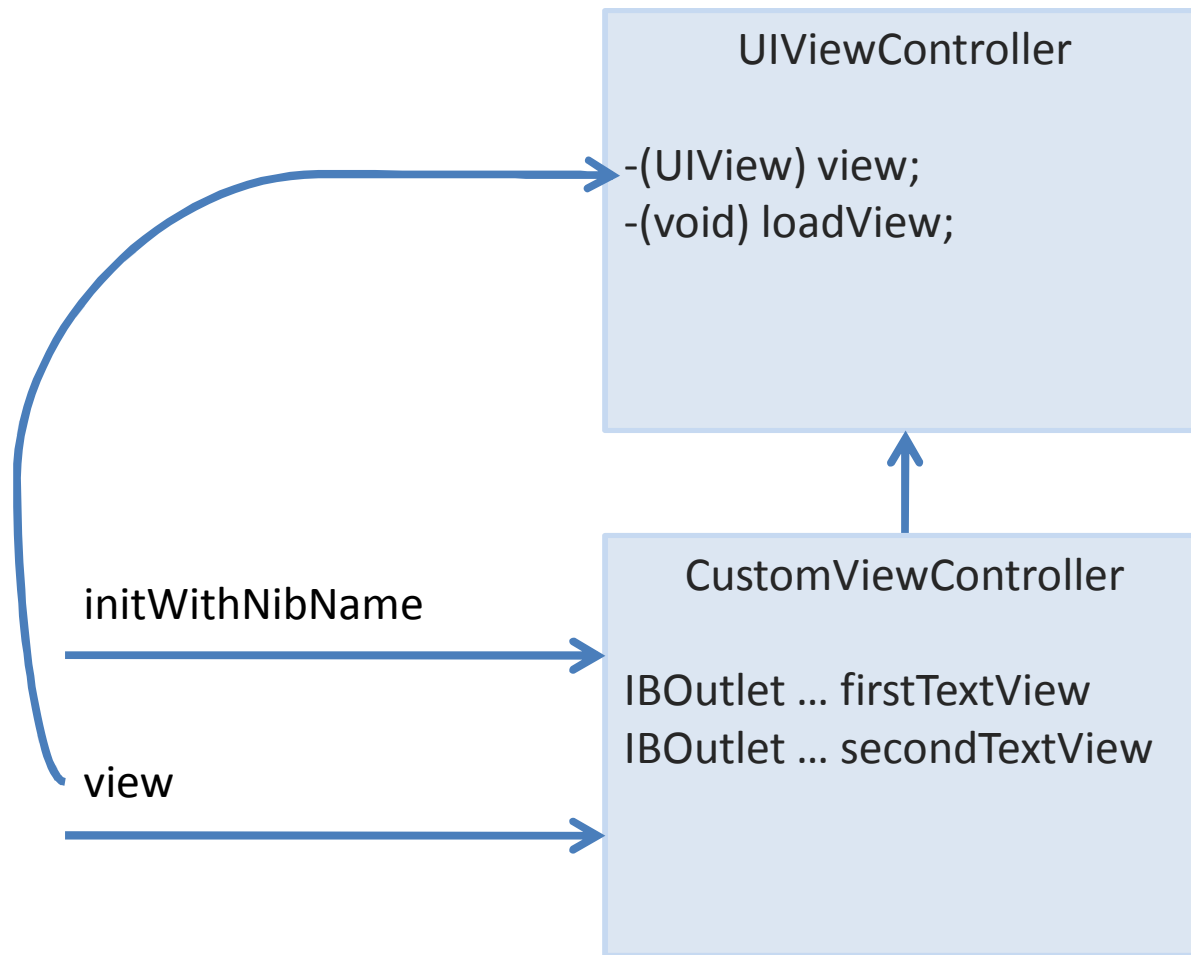 UIViewController
-(UIView) view;
-(void) loadView;
CustomViewController
initWithNibName
IBOutlet … firstTextView
IBOutlet … secondTextView
view